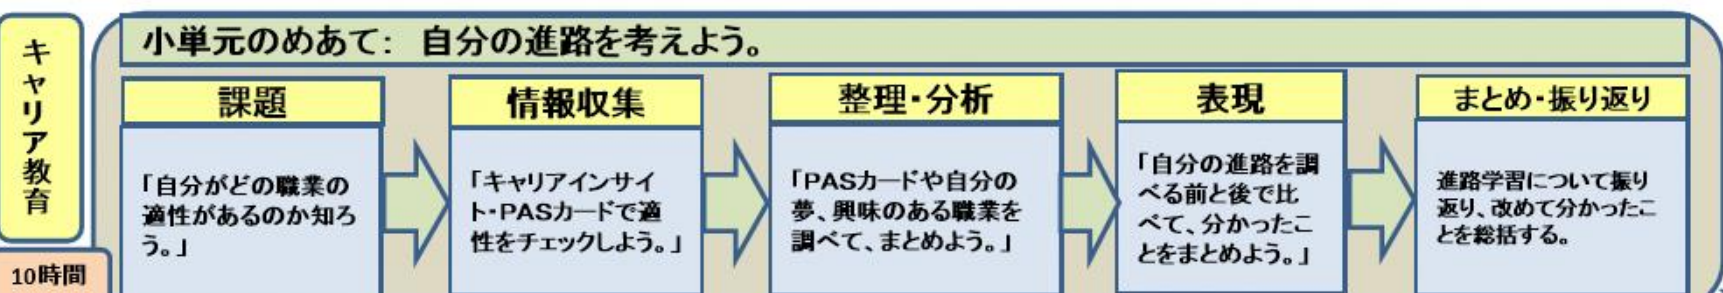 キャリア教育
10時間
小単元のめあて： 自分の進路を考えよう。
課題
「自分がどの職業の
適性があるのか知ろ
う。」
情報収集
「キャリアインサイ
ト・PASカードで適
性をチェックしよう。」
整理・分析
「PASカードや自分の
夢、興味のある職業を
調べて、まとめよう。」
表現
「自分の進路を調
べる前と後で比
べて、分かったこ
とをまとめよう。」
まとめ・振り返り
進路学習について振り
返り、改めて分かったこ
とを総括する。